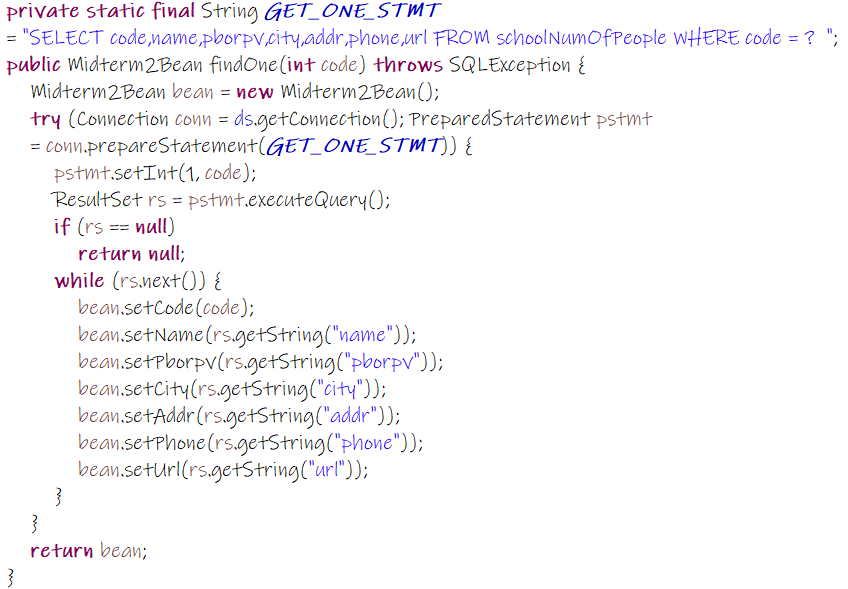 private static final String GET_ONE_STMT
= "SELECT code,name,pborpv,city,addr,phone,url FROM schoolNumOfPeople WHERE code = ?  ";
public Midterm2Bean findOne(int code) throws SQLException {
Midterm2Bean bean = new Midterm2Bean();
try (Connection conn = ds.getConnection(); PreparedStatement pstmt
= conn.prepareStatement(GET_ONE_STMT)) {
pstmt.setInt(1, code);
ResultSet rs = pstmt.executeQuery();
if (rs == null)
return null;
while (rs.next()) {
bean.setCode(code);
bean.setName(rs.getString("name"));
bean.setPborpv(rs.getString("pborpv"));
bean.setCity(rs.getString("city"));
bean.setAddr(rs.getString("addr"));
bean.setPhone(rs.getString("phone"));
bean.setUrl(rs.getString("url"));
}
}
return bean;
}